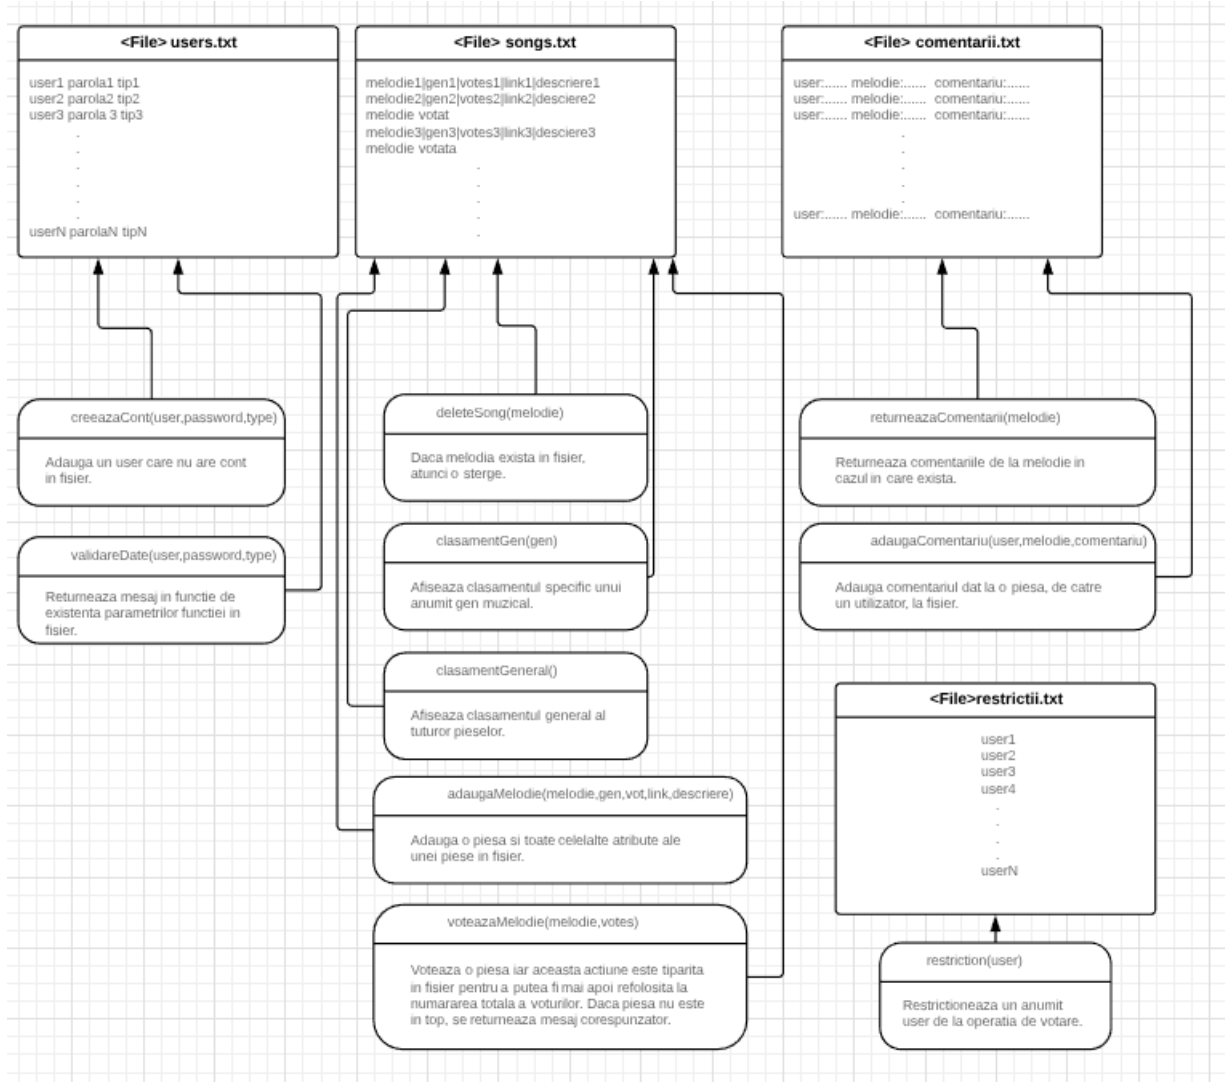 <File> users.txt
user1 parola1 tip1
user2 parola2 tip2
user3 parola 3 tip3
.
.
.
.
.
.
userN parolaN tipN
<File> songs.txt
melodie1|gen1|votes1|link1|descriere1
melodie2|gen2|votes2|link2|desciere2
melodie votat
melodie3|gen3|votes3|link3|desciere3
melodie votata
.
.
.
.
.
<File> comentarii.txt
user:...... melodie:...... comentariu:......
user:...... melodie:...... comentariu:......
user:...... melodie:...... comentariu:......
.
.
.
.
.
user:...... melodie:...... comentariu:......
creeazaCont(user,password,type)
Adauga un user care nu are cont
in fisier.
validareDate(user,password,type)
Returneaza mesaj in functie de
existenta parametrilor functiei in
fisier.
deleteSong(melodie)
Daca melodia exista in fisier,
atunci o sterge.
clasamentGen(gen)
Afiseaza clasamentul specific unui
anumit gen muzical.
clasamentGeneral()
Afiseaza clasamentul general al
tuturor pieselor.
adaugaMelodie(melodie,gen,vot,link,descriere)
Adauga o piesa si toate celelalte atribute ale
unei piese in fisier.
voteazaMelodie(melodie,votes)
Voteaza o piesa iar aceasta actiune este tiparita
in fisier pentru a putea fi mai apoi refolosita la
numararea totala a voturilor. Daca piesa nu este
in top, se returneaza mesaj corespunzator.
returneazaComentarii(melodie)
Returneaza comentariile de la melodie in
cazul in care exista.
adaugaComentariu(user,melodie,comentariu)
Adauga comentariul dat la o piesa, de catre
un utilizator, la fisier.
<File>restrictii.txt
user1
user2
user3
user4
.
.
.
.
userN
restriction(user)
Restrictioneaza un anumit
user de la operatia de votare.